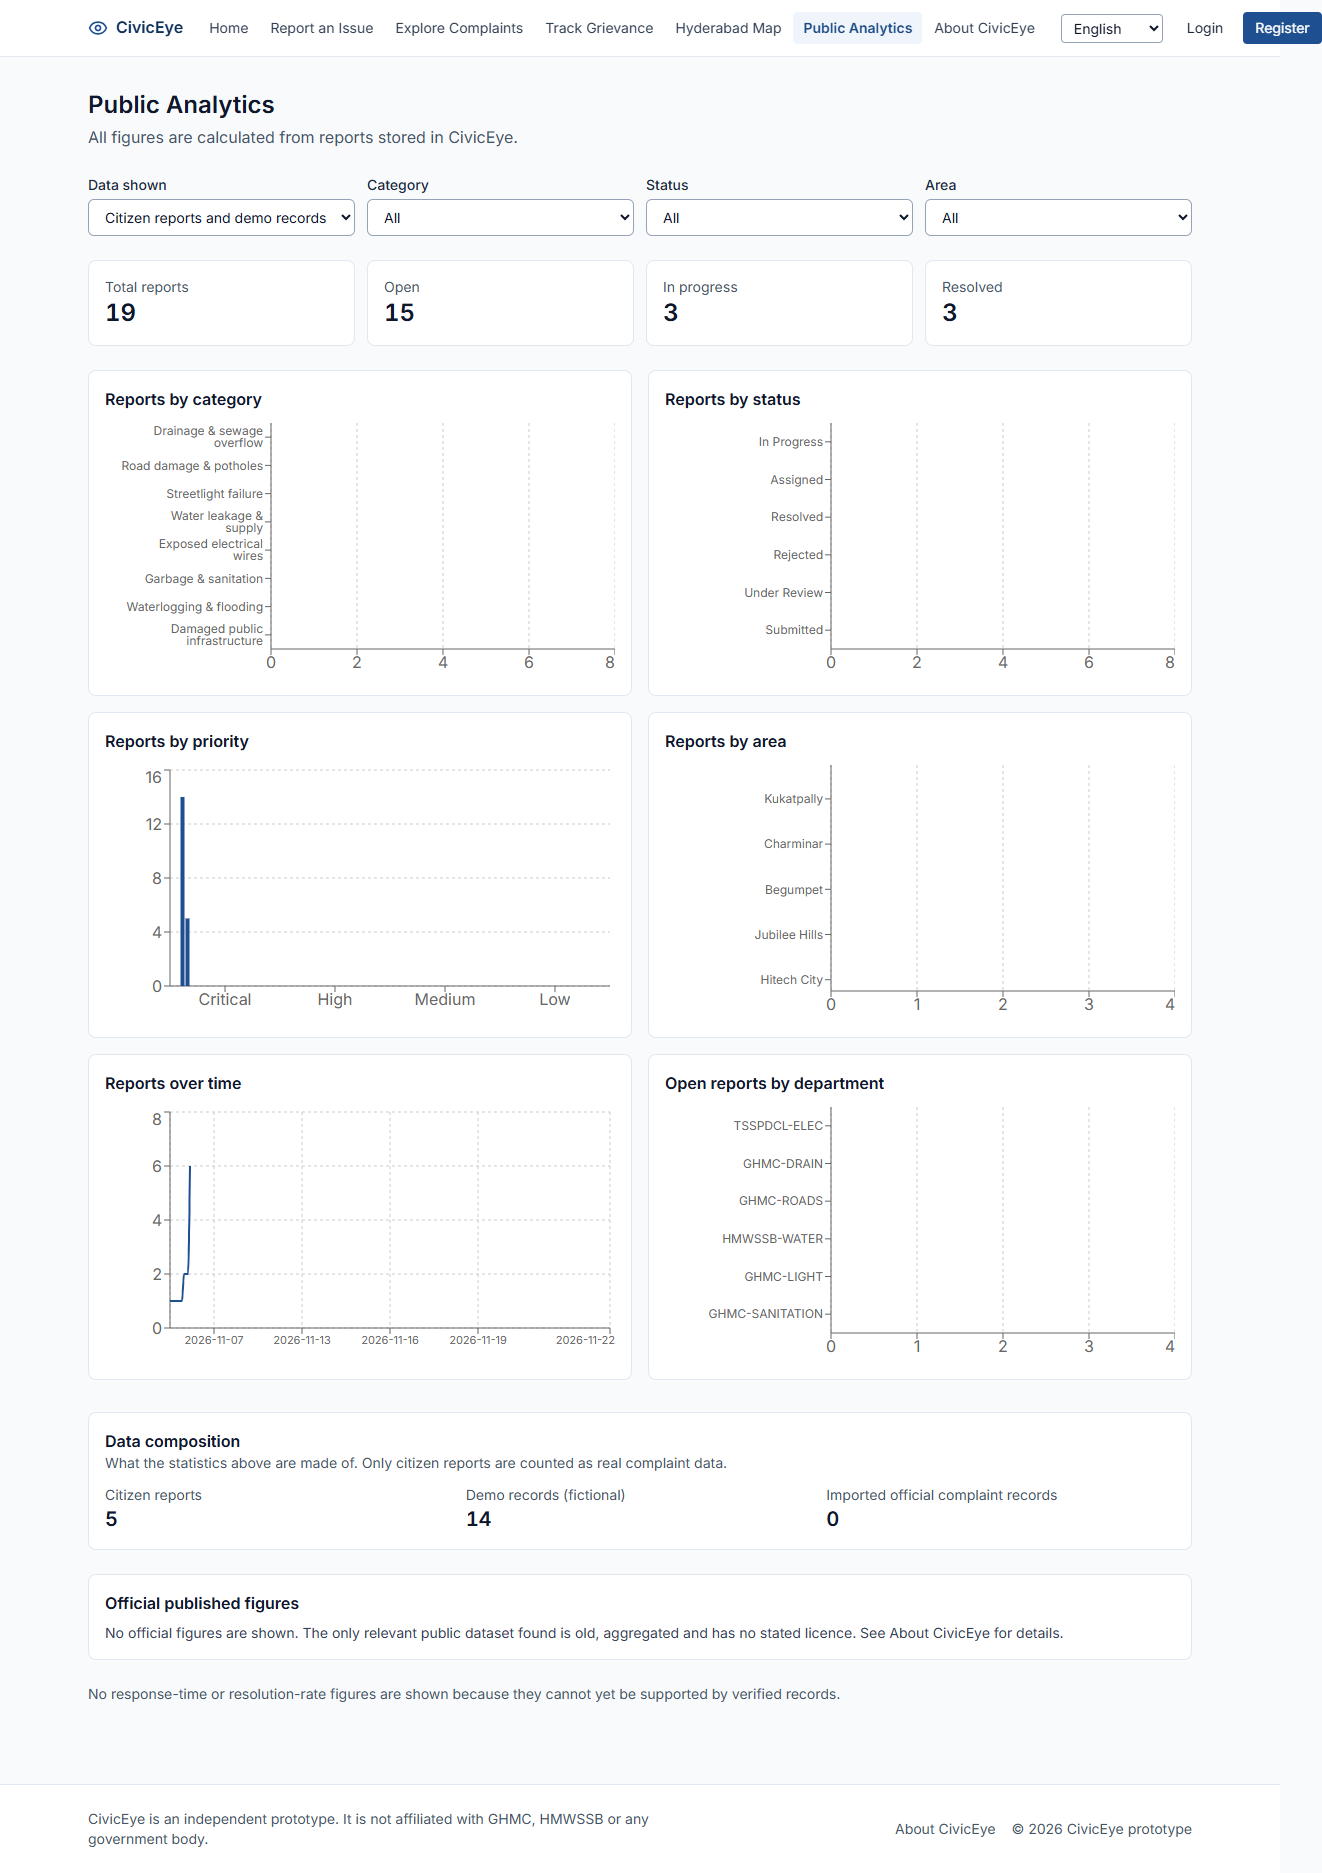 CivicEye Home Report an Issue Explore Complaints Track Grievance Hyderabad Map Public Analytics About CivicEye English Login Register
Public Analytics
All figures are calculated from reports stored in CivicEye.
Data shown Category Status Area
Citizen reports and demo records All All All
Total reports Open In progress Resolved
19 15 3 3
Reports by category
Drainage & sewage
overflow
Road damage & potholes
Streetlight failure
Water leakage &
supply
Exposed electrical
wires
Garbage & sanitation
Waterlogging & flooding
Damaged public
infrastructure
0 2 4 6 8
Reports by status
In Progress
Assigned
Resolved
Rejected
Under Review
Submitted
0 2 4 6 8
Reports by priority
16
12
8
4
0
Critical High Medium Low
Reports by area
Kukatpally
Charminar
Begumpet
Jubilee Hills
Hitech City
0 1 2 3 4
Reports over time
8
6
4
2
0
2026-11-07 2026-11-13 2026-11-16 2026-11-19 2026-11-22
Open reports by department
TSSPDCL-ELEC
GHMC-DRAIN
GHMC-ROADS
HMWSSB-WATER
GHMC-LIGHT
GHMC-SANITATION
0 1 2 3 4
Data composition
What the statistics above are made of. Only citizen reports are counted as real complaint data.
Citizen reports Demo records (fictional) Imported official complaint records
5 14 0
Official published figures
No official figures are shown. The only relevant public dataset found is old, aggregated and has no stated licence. See About CivicEye for details.
No response-time or resolution-rate figures are shown because they cannot yet be supported by verified records.
CivicEye is an independent prototype. It is not affiliated with GHMC, HMWSSB or any
government body.
About CivicEye © 2026 CivicEye prototype